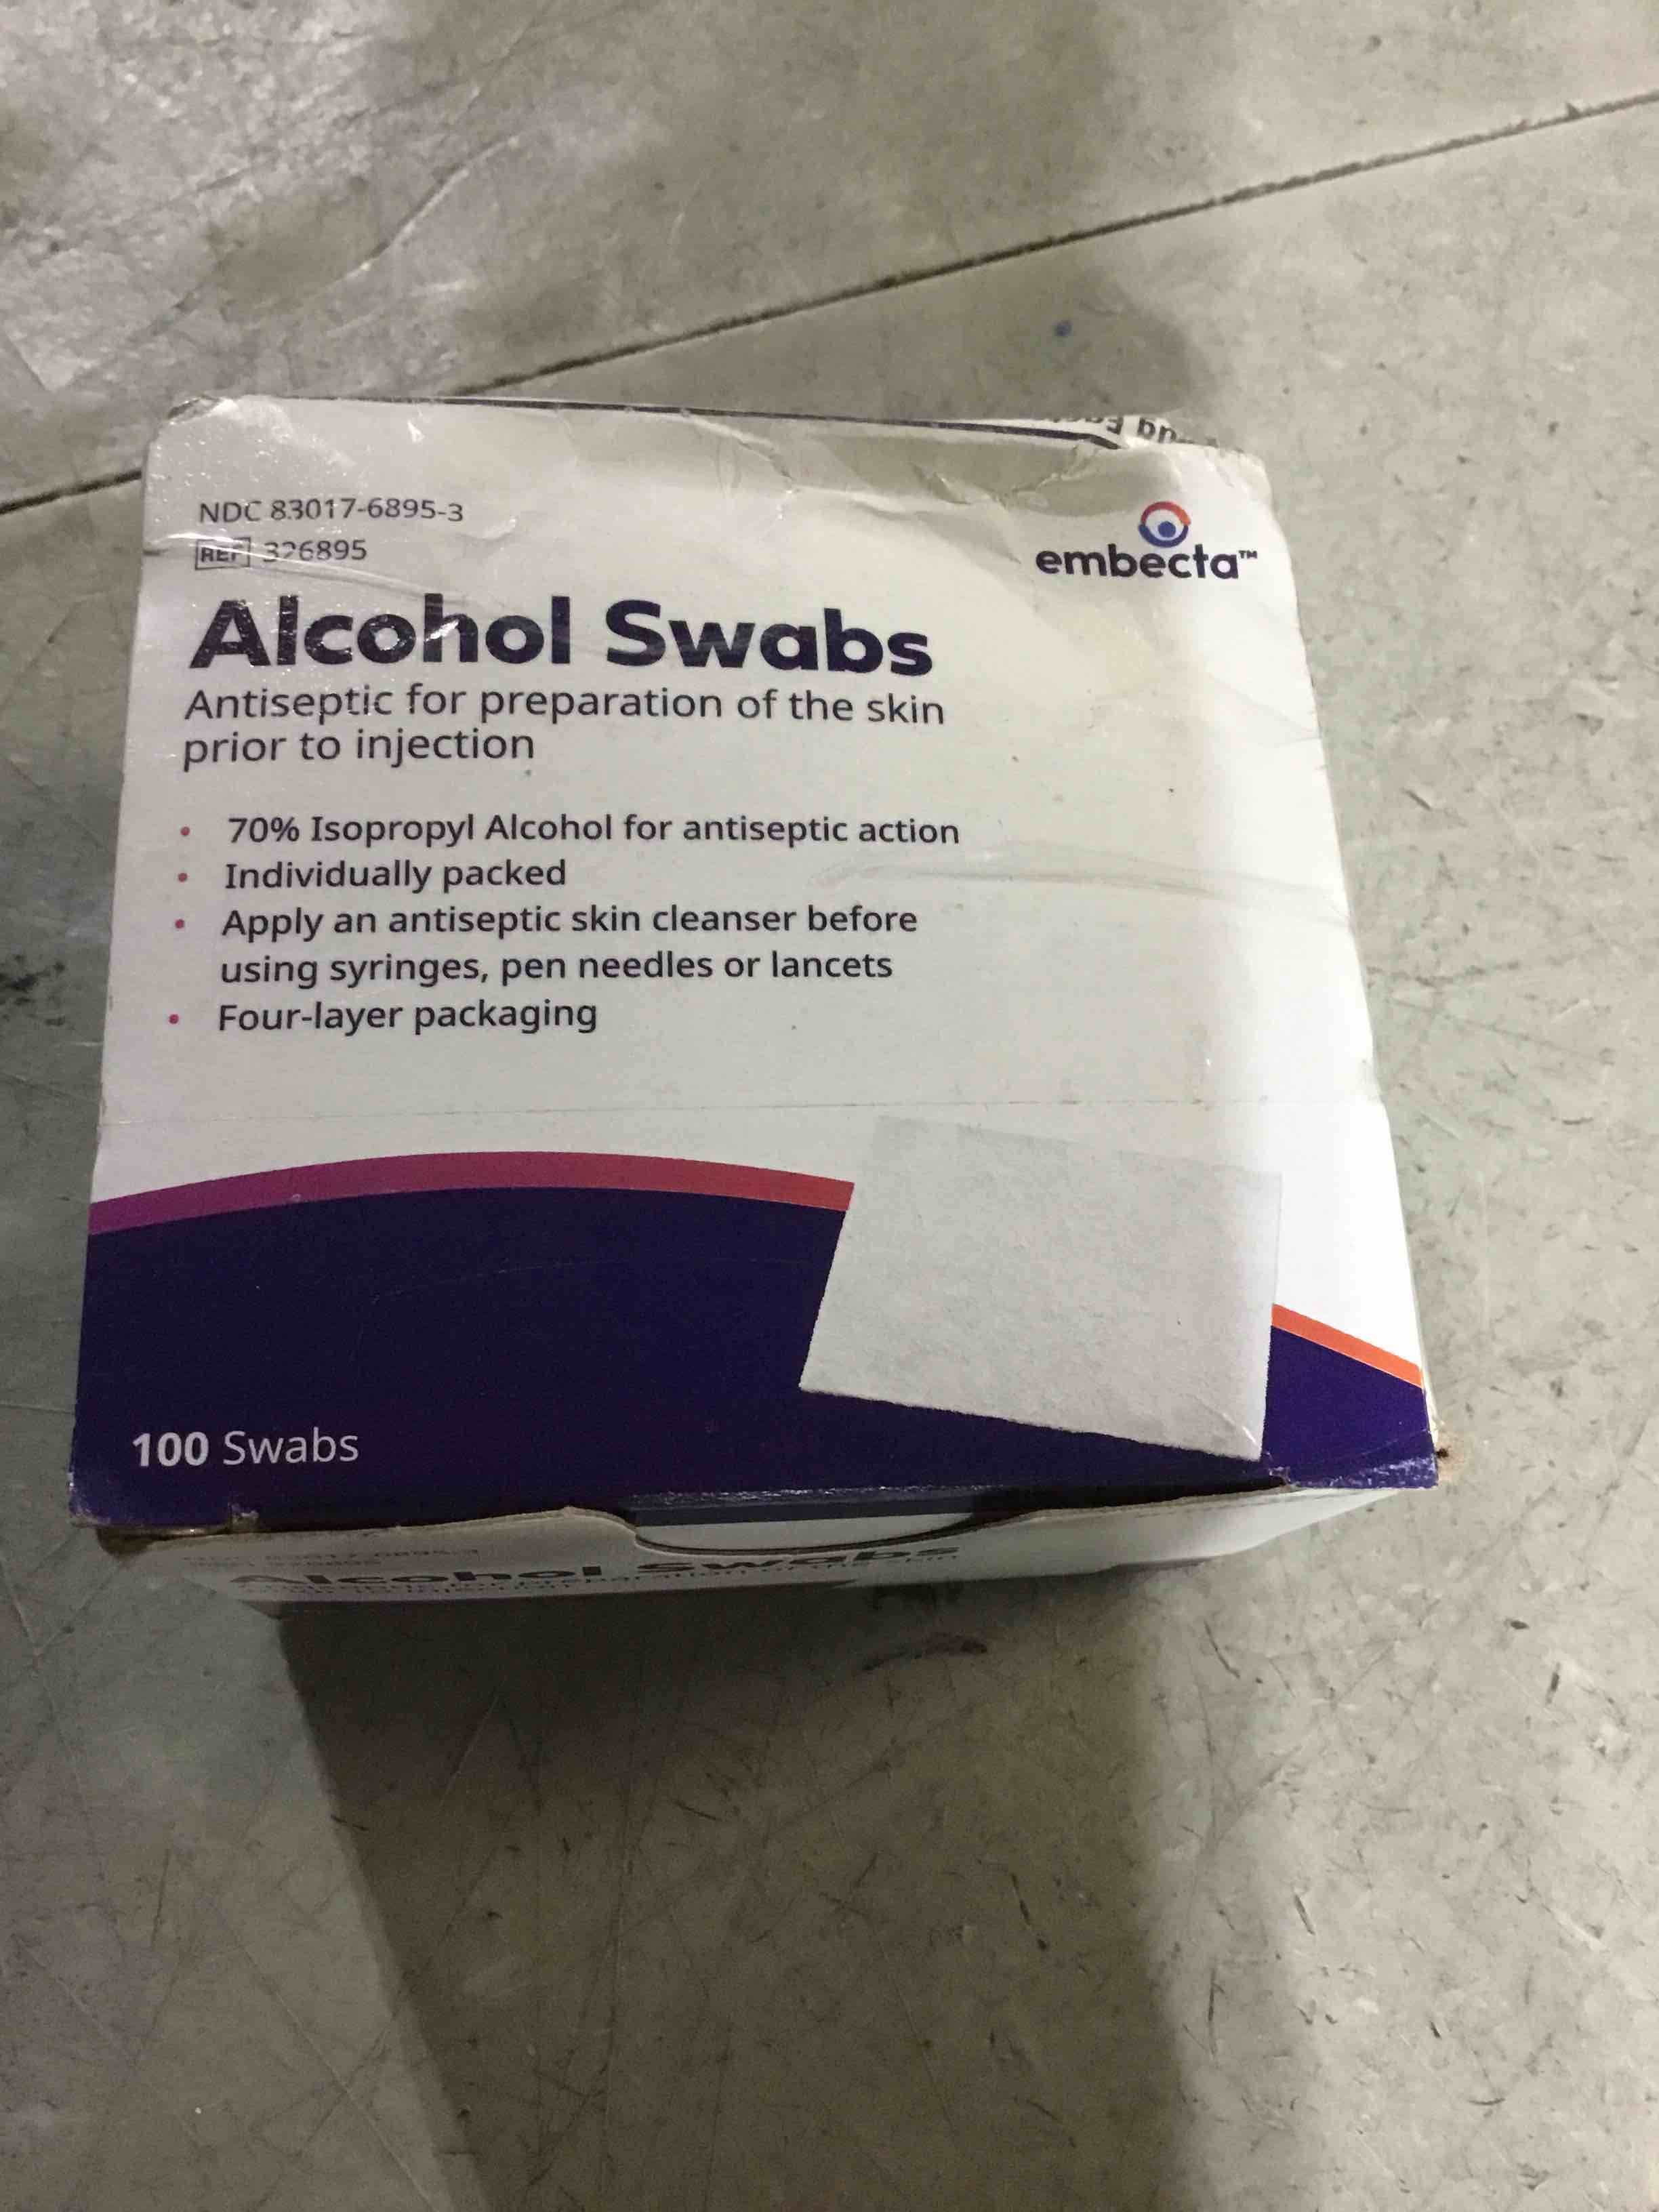 NDC 83017-6895-3
REF 326895
embecta™
Alcohol Swabs
Antiseptic for preparation of the skin
prior to injection
• 70% Isopropyl Alcohol for antiseptic action
• Individually packed
• Apply an antiseptic skin cleanser before
using syringes, pen needles or lancets
• Four-layer packaging
100 Swabs
Alcohol Swabs